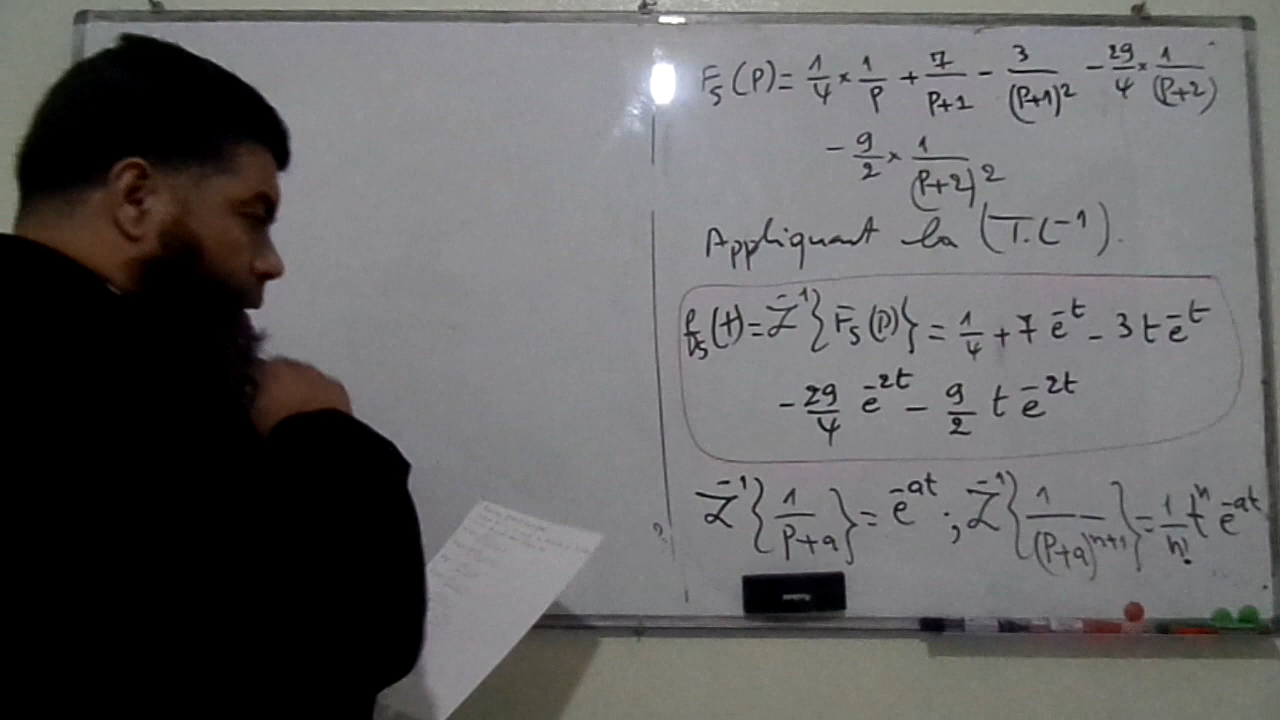 F₅(P) = 1/4 × 1/P + 7/(P+1) - 3/(P+1)² - 29/4 × 1/(P+2)
- 9/2 × 1/(P+2)²
Appliquant la (T.L⁻¹).
f₅(t) = ℒ⁻¹{F₅(P)} = 1/4 + 7 e⁻ᵗ - 3 t e⁻ᵗ
- 29/4 e⁻²ᵗ - 9/2 t e⁻²ᵗ
ℒ⁻¹{1/(P+a)} = e⁻ᵃᵗ ; ℒ⁻¹{1/(P+a)ⁿ⁺¹} = 1/n! tⁿ e⁻ᵃᵗ